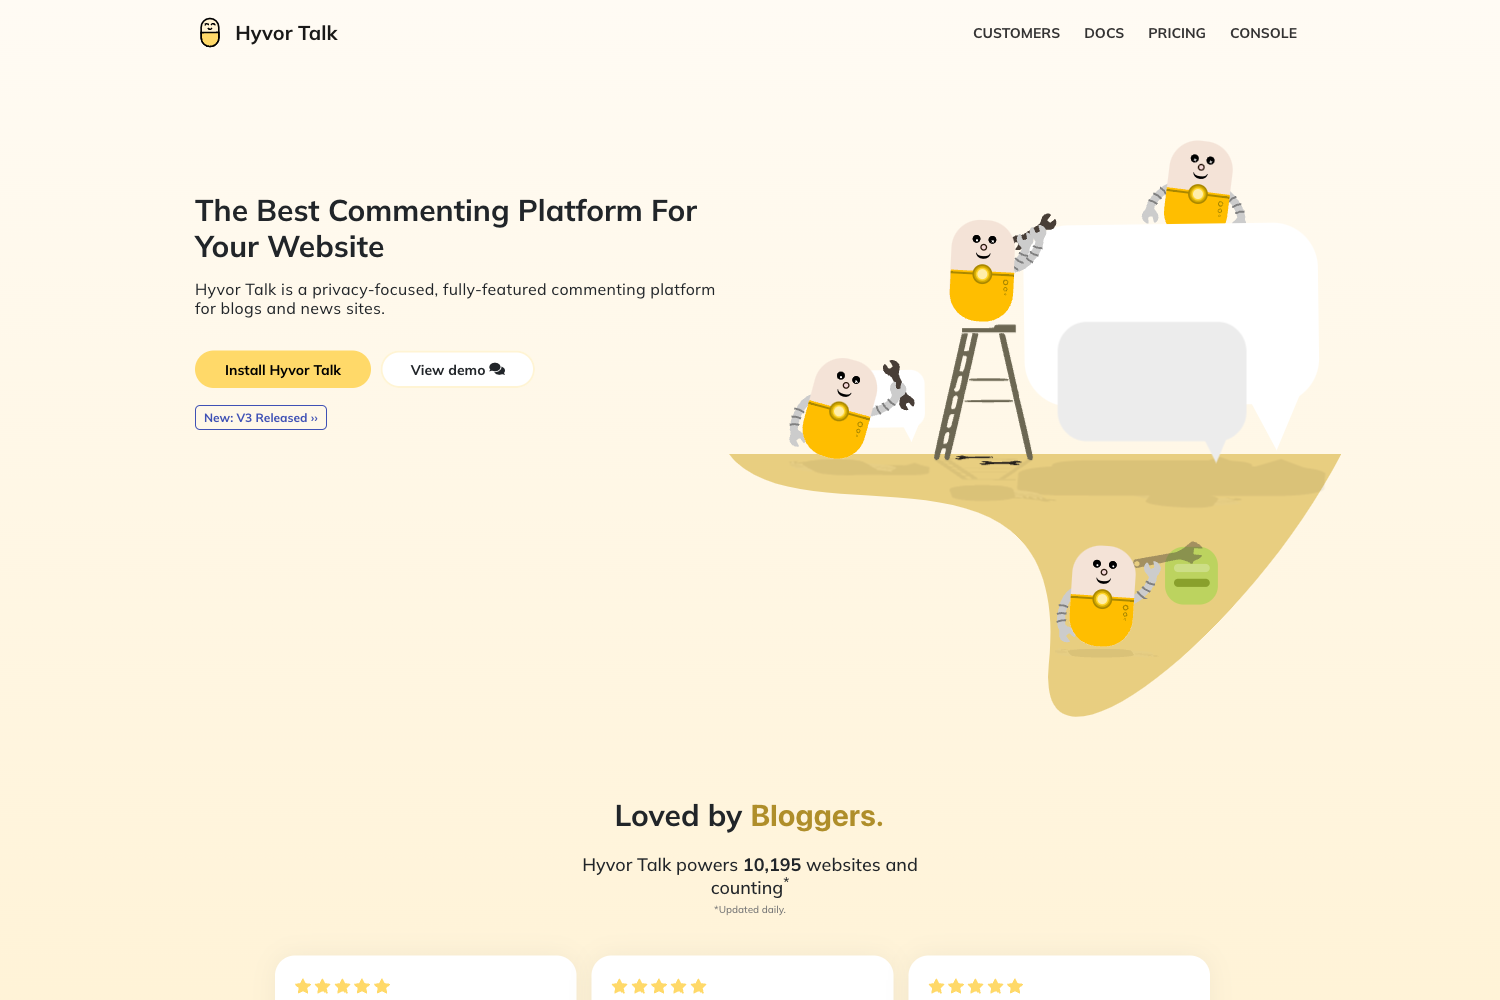 Hyvor Talk
CUSTOMERS DOCS PRICING CONSOLE
The Best Commenting Platform For
Your Website
Hyvor Talk is a privacy-focused, fully-featured commenting platform
for blogs and news sites.
Install Hyvor Talk
View demo
New: V3 Released ››
Loved by Bloggers.
Hyvor Talk powers 10,195 websites and
counting*
*Updated daily.